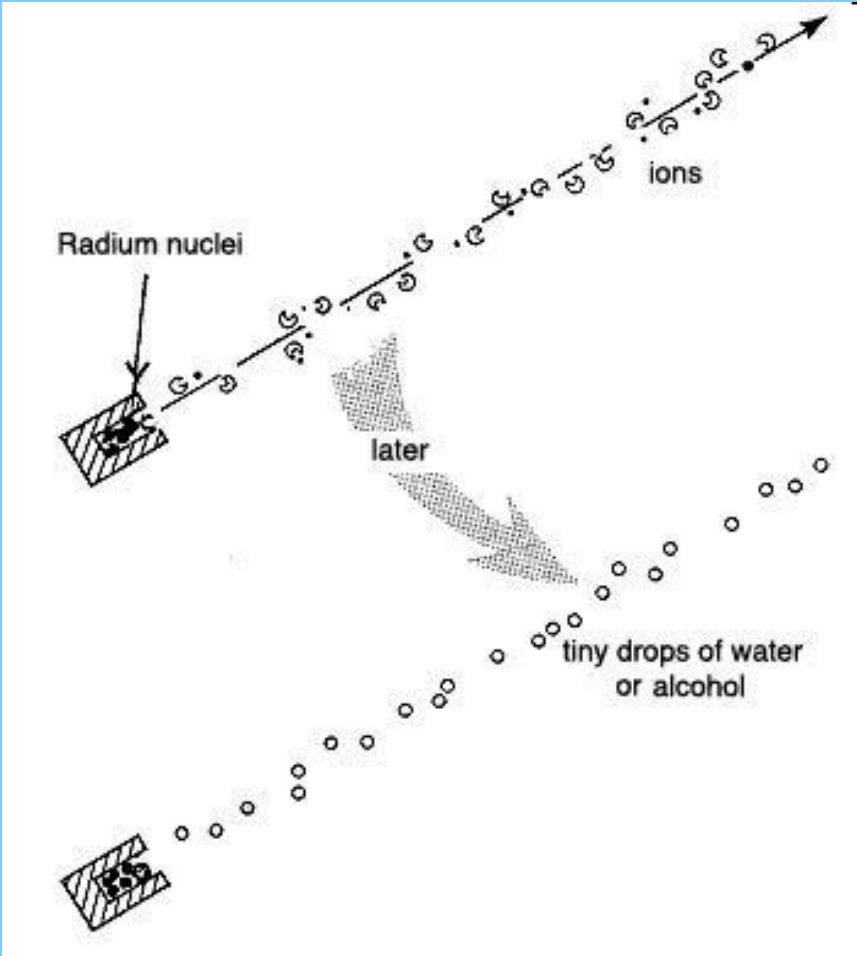 ions
Radium nuclei
later
tiny drops of water
or alcohol